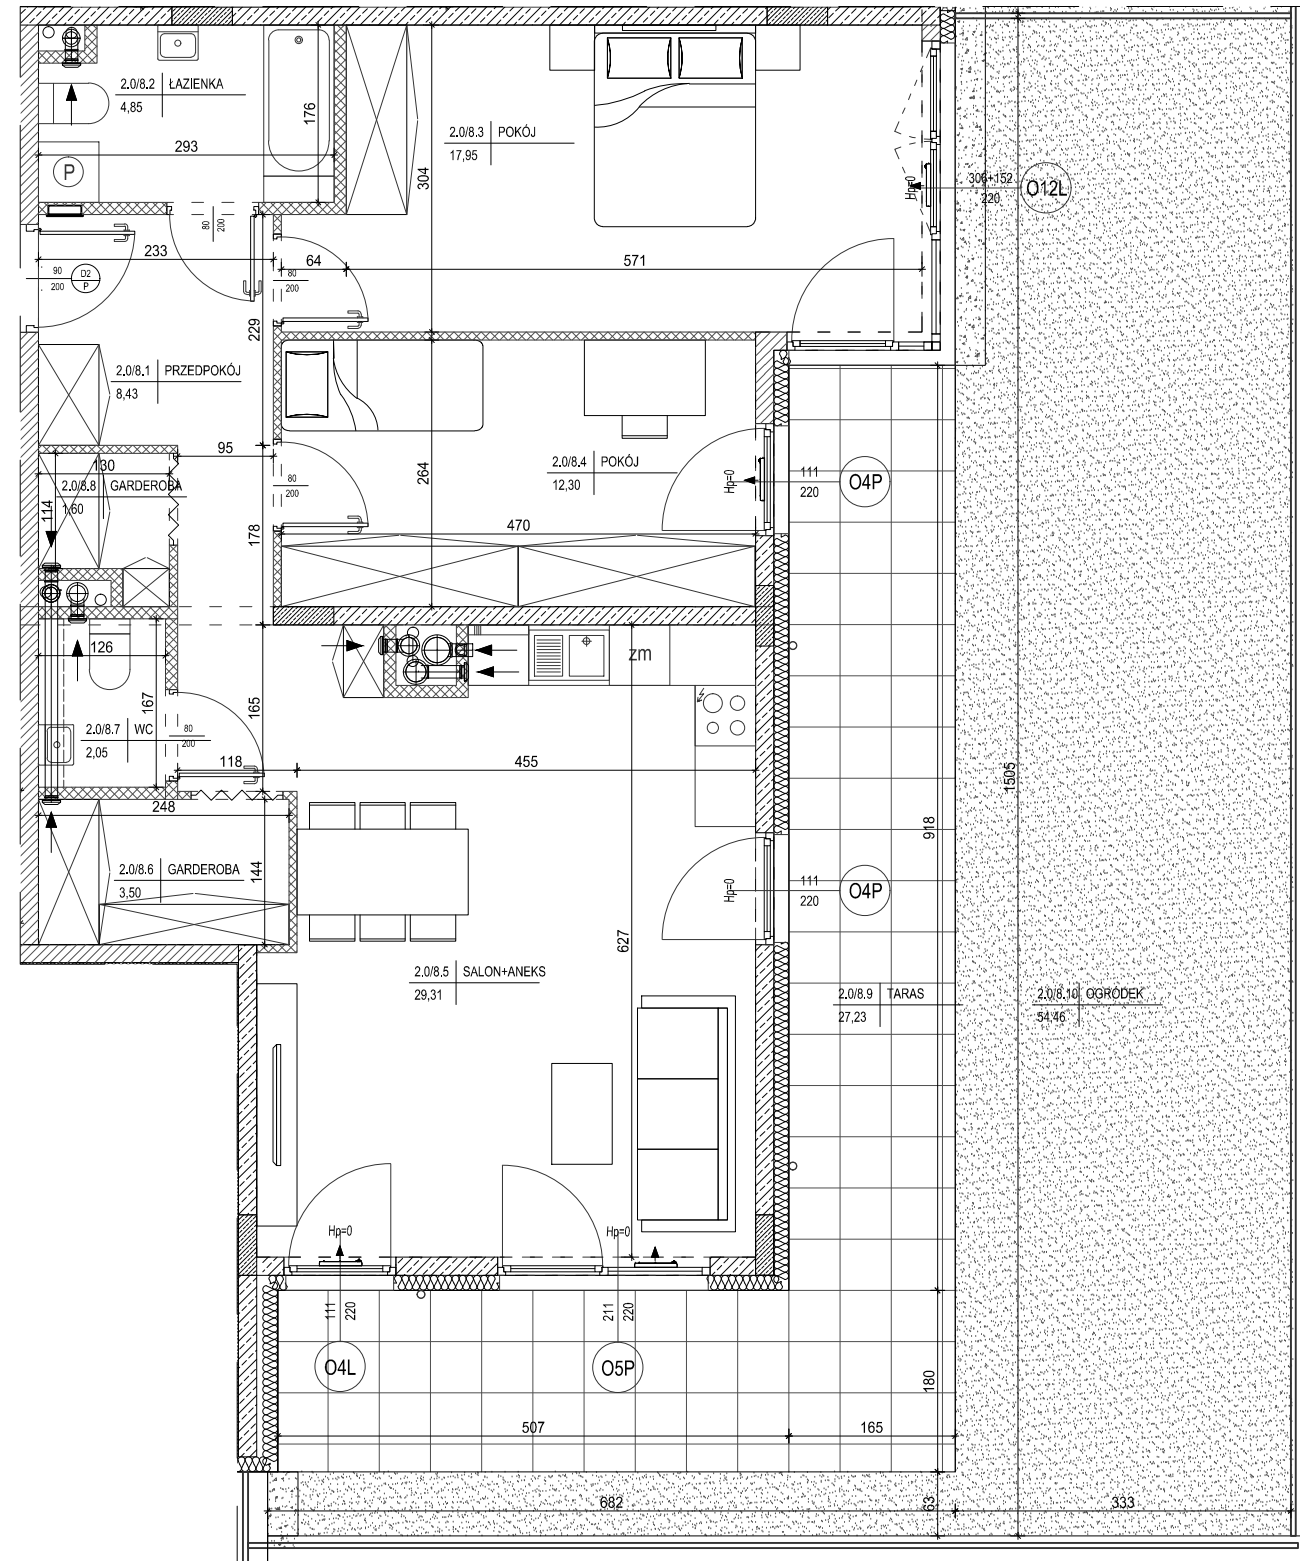 2.0/8.2 ŁAZIENKA
4,85
176
293
P
2.0/8.3 POKÓJ
17,95
304
Hp=0
306+152
220
O12L
80
200
233
64
571
90
200
D2
P
80
200
229
2.0/8.1 PRZEDPOKÓJ
8,43
95
130
2.0/8.8 GARDEROBA
1,60
114
264
2.0/8.4 POKÓJ
12,30
80
200
178
470
Hp=0
111
220
O4P
126
167
165
zm
2.0/8.7 WC
2,05
80
200
118
455
248
1505
918
2.0/8.6 GARDEROBA
3,50
144
Hp=0
111
220
O4P
627
2.0/8.5 SALON+ANEKS
29,31
2.0/8.9 TARAS
27,23
2.0/8.10 OGRÓDEK
54,46
Hp=0
Hp=0
111
220
211
220
O4L
O5P
180
507
165
682
63
333